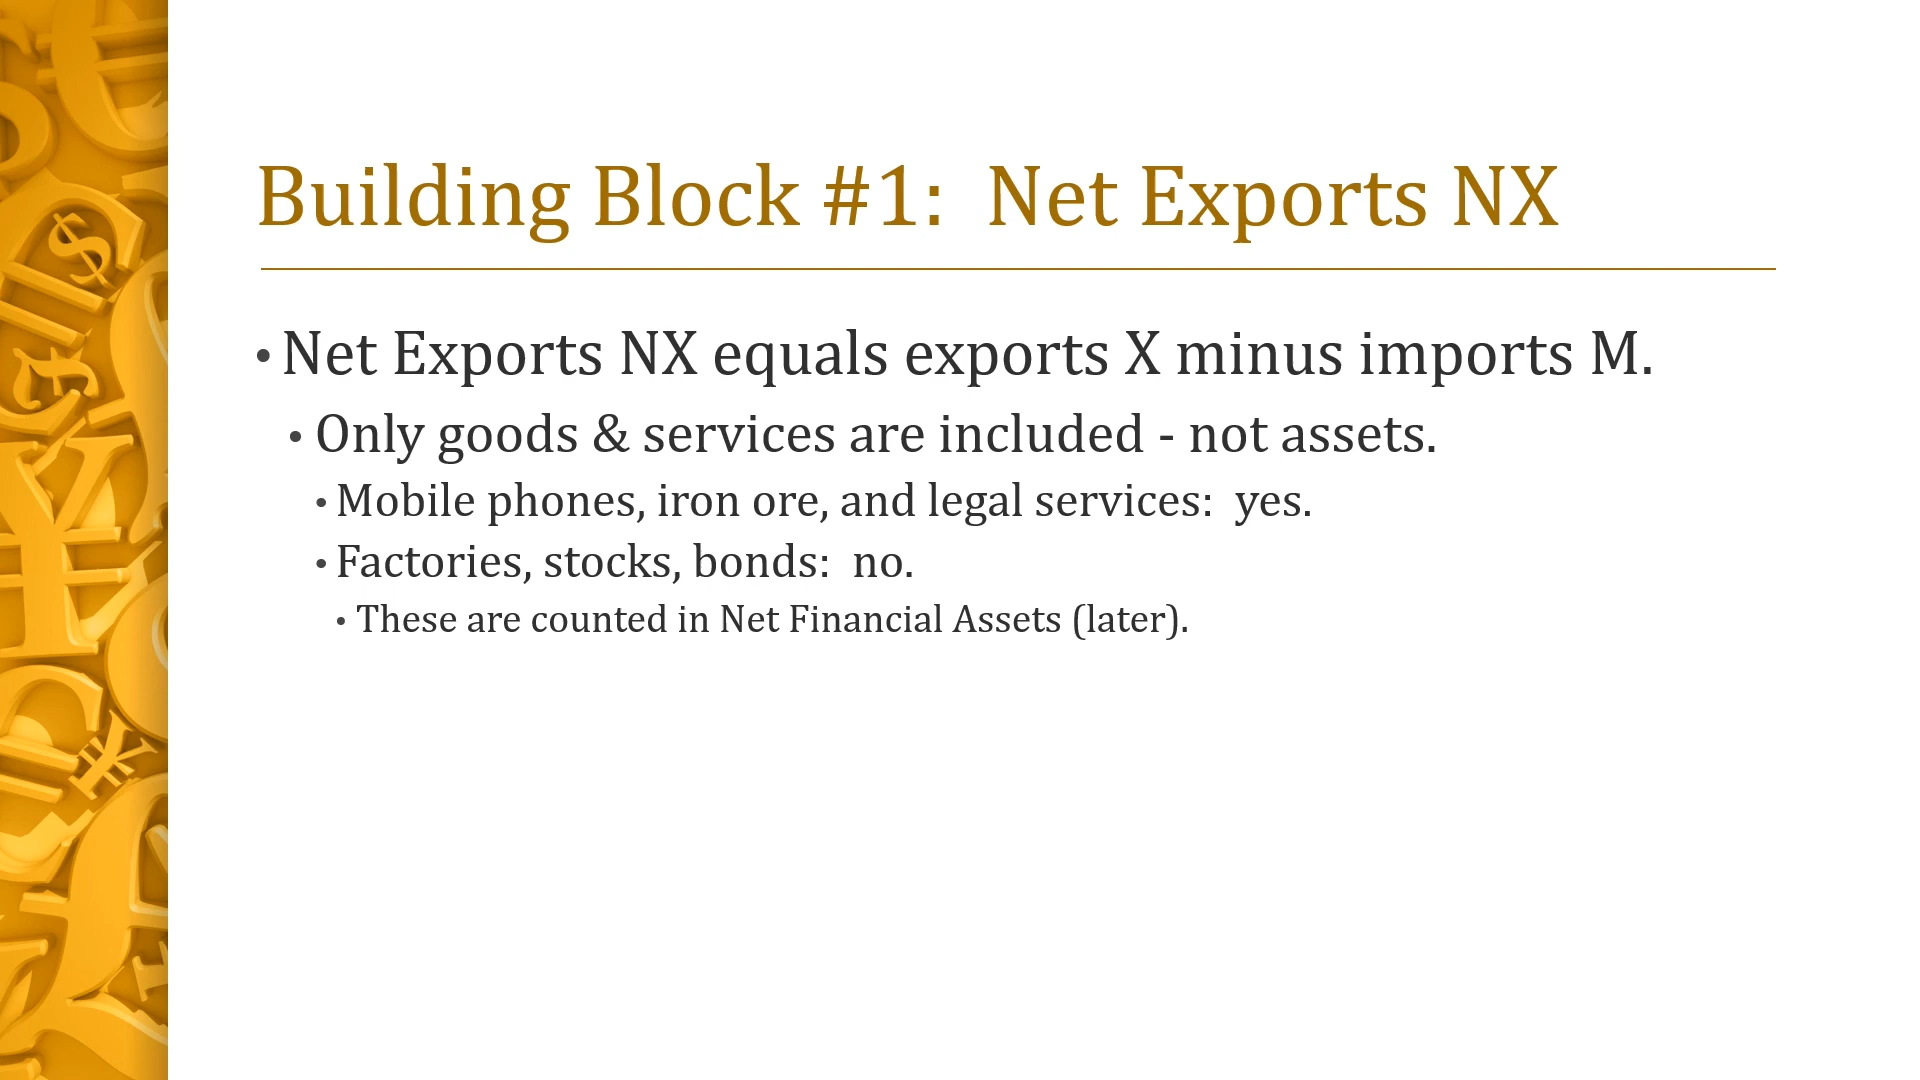 Building Block #1:  Net Exports NX
• Net Exports NX equals exports X minus imports M.
• Only goods & services are included - not assets.
• Mobile phones, iron ore, and legal services:  yes.
• Factories, stocks, bonds:  no.
• These are counted in Net Financial Assets (later).